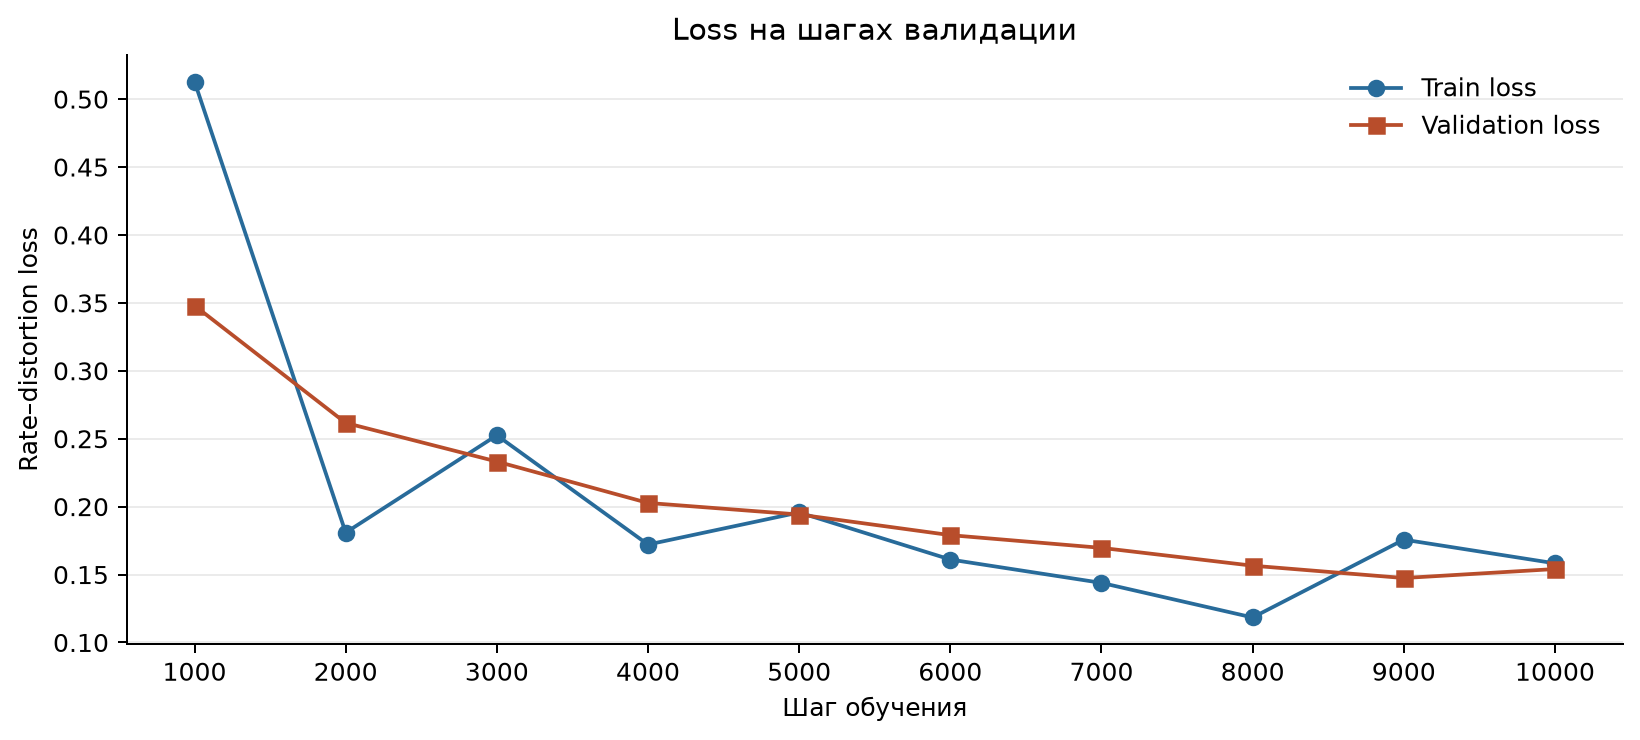 Loss на шагах валидации
Train loss
Validation loss
Rate–distortion loss
0.50
0.45
0.40
0.35
0.30
0.25
0.20
0.15
0.10
1000 2000 3000 4000 5000 6000 7000 8000 9000 10000
Шаг обучения